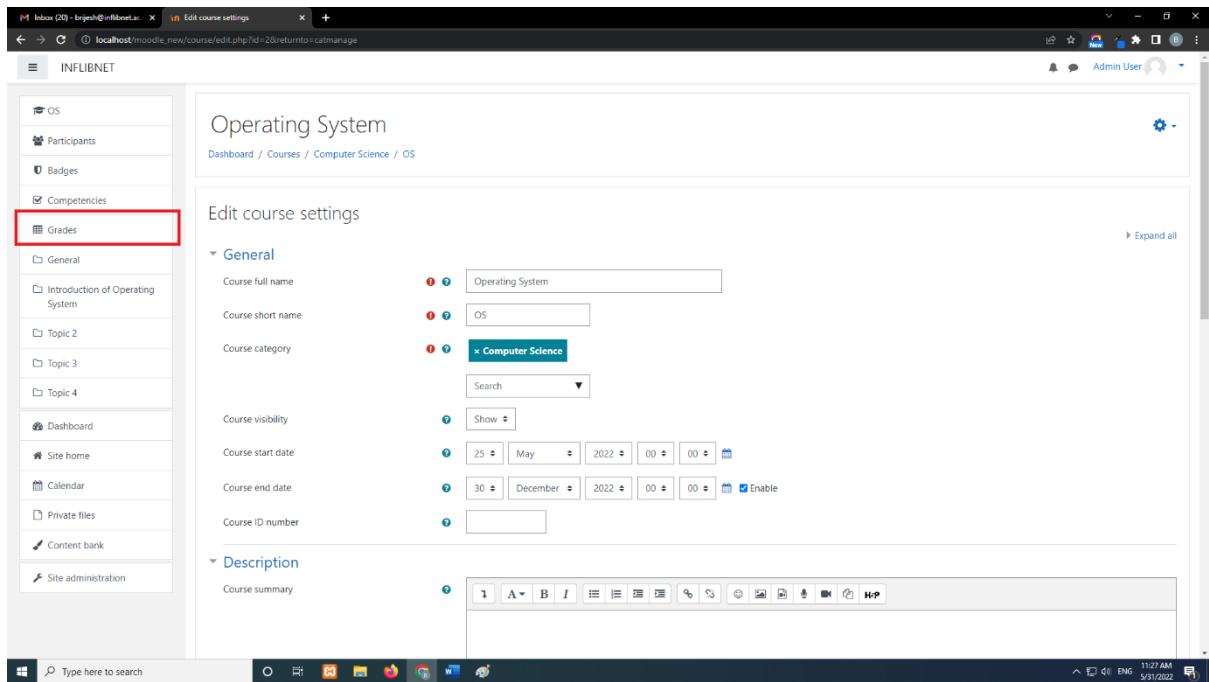 Inbox (20) - brijesh@inflibnet.ac. X
Edit course settings X +
localhost/moodle_new/course/edit.php?id=2&returnto=catmanage
New
B
INFLIBNET
Admin User
OS
Participants
Badges
Competencies
Grades
General
Introduction of Operating
System
Topic 2
Topic 3
Topic 4
Dashboard
Site home
Calendar
Private files
Content bank
Site administration
Operating System
Dashboard / Courses / Computer Science / OS
Edit course settings
Expand all
General
Course full name
Operating System
Course short name
OS
Course category
× Computer Science
Search
Course visibility
Show
Course start date
25 May 2022 00 00
Course end date
30 December 2022 00 00 Enable
Course ID number
Description
Course summary
A B I H-P
Type here to search
ENG
11:27 AM
5/31/2022